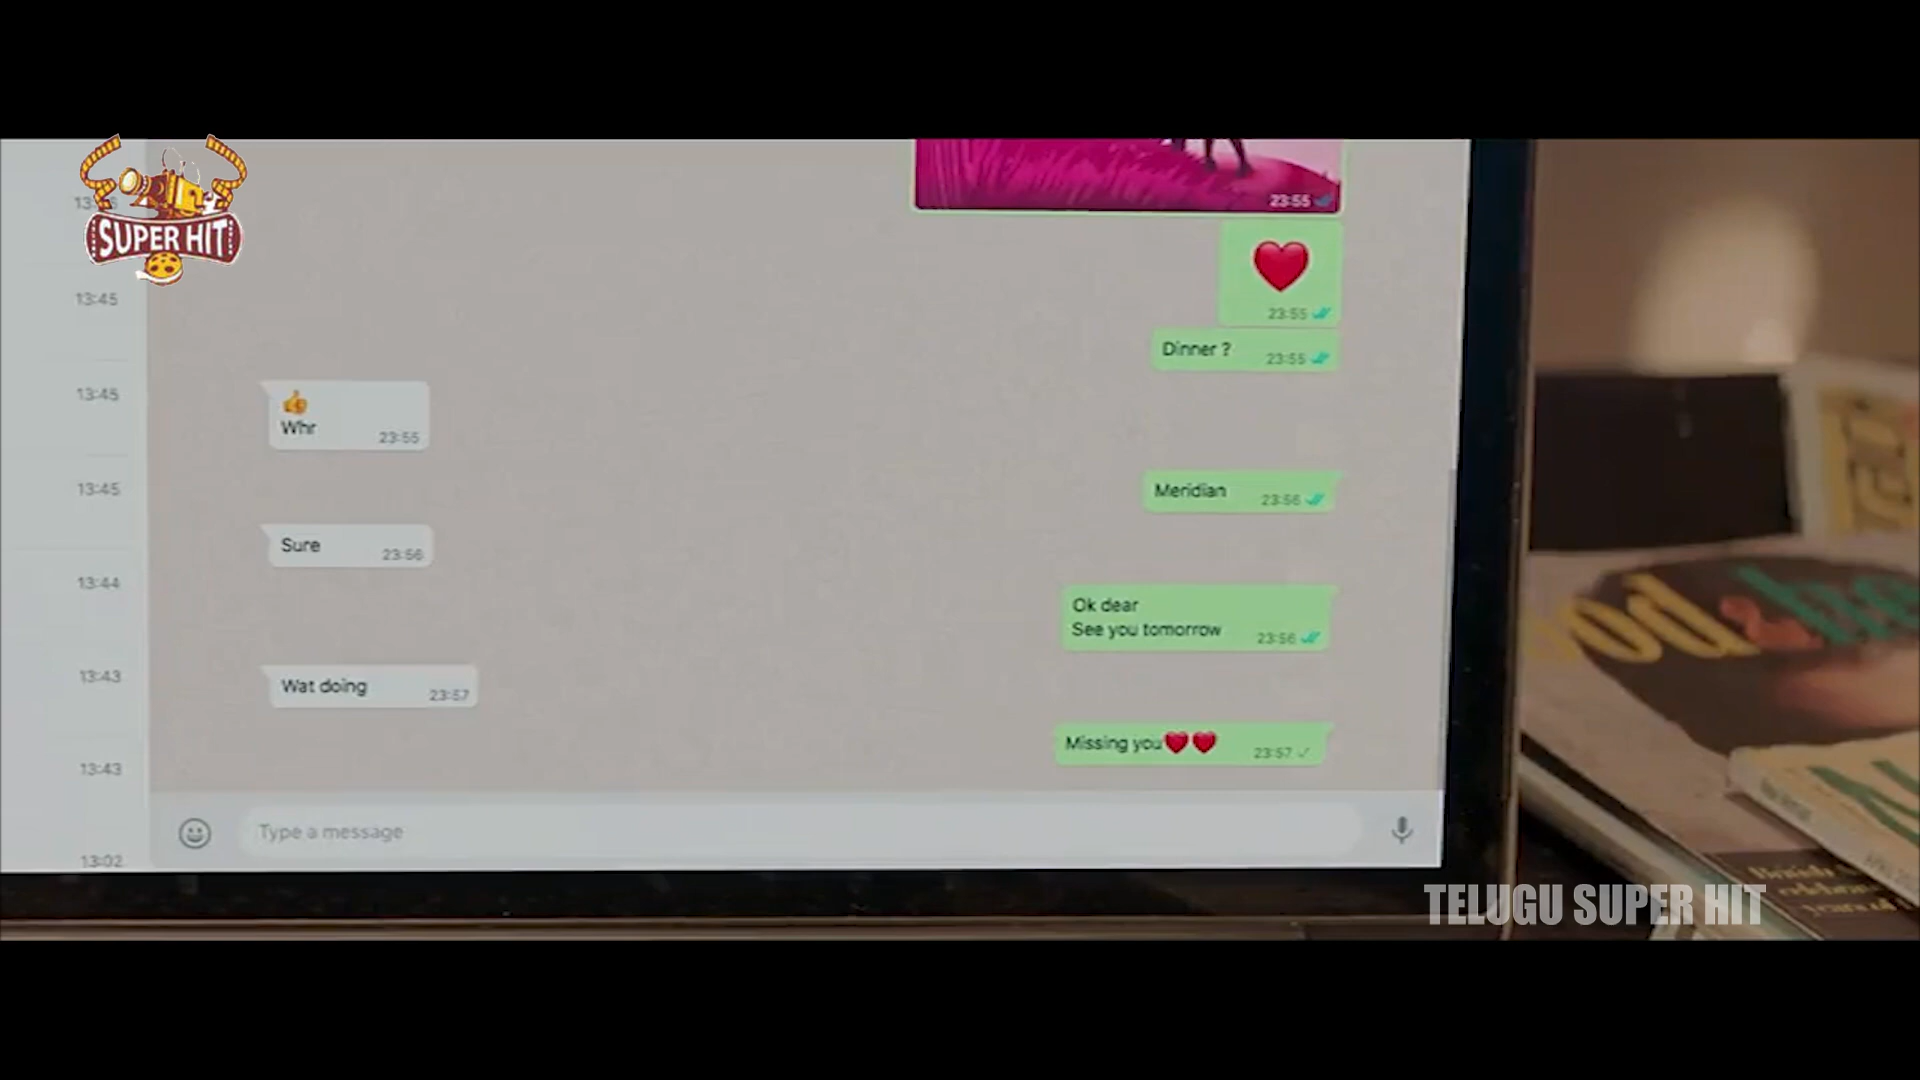 SUPER HIT
13:45
13:45
13:45
13:44
13:43
13:43
13:02
23:55
23:55
Dinner ? 23:55
👍
Whr 23:55
Meridian 23:56
Sure 23:56
Ok dear
See you tomorrow 23:56
Wat doing 23:57
Missing you❤️❤️ 23:57
Type a message
TELUGU SUPER HIT